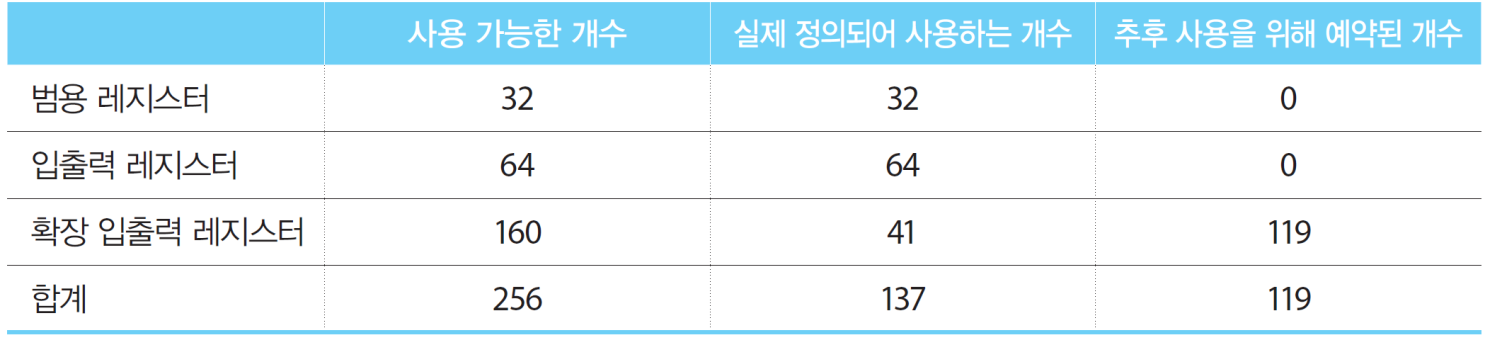 사용 가능한 개수 실제 정의되어 사용하는 개수 추후 사용을 위해 예약된 개수
범용 레지스터 32 32 0
입출력 레지스터 64 64 0
확장 입출력 레지스터 160 41 119
합계 256 137 119